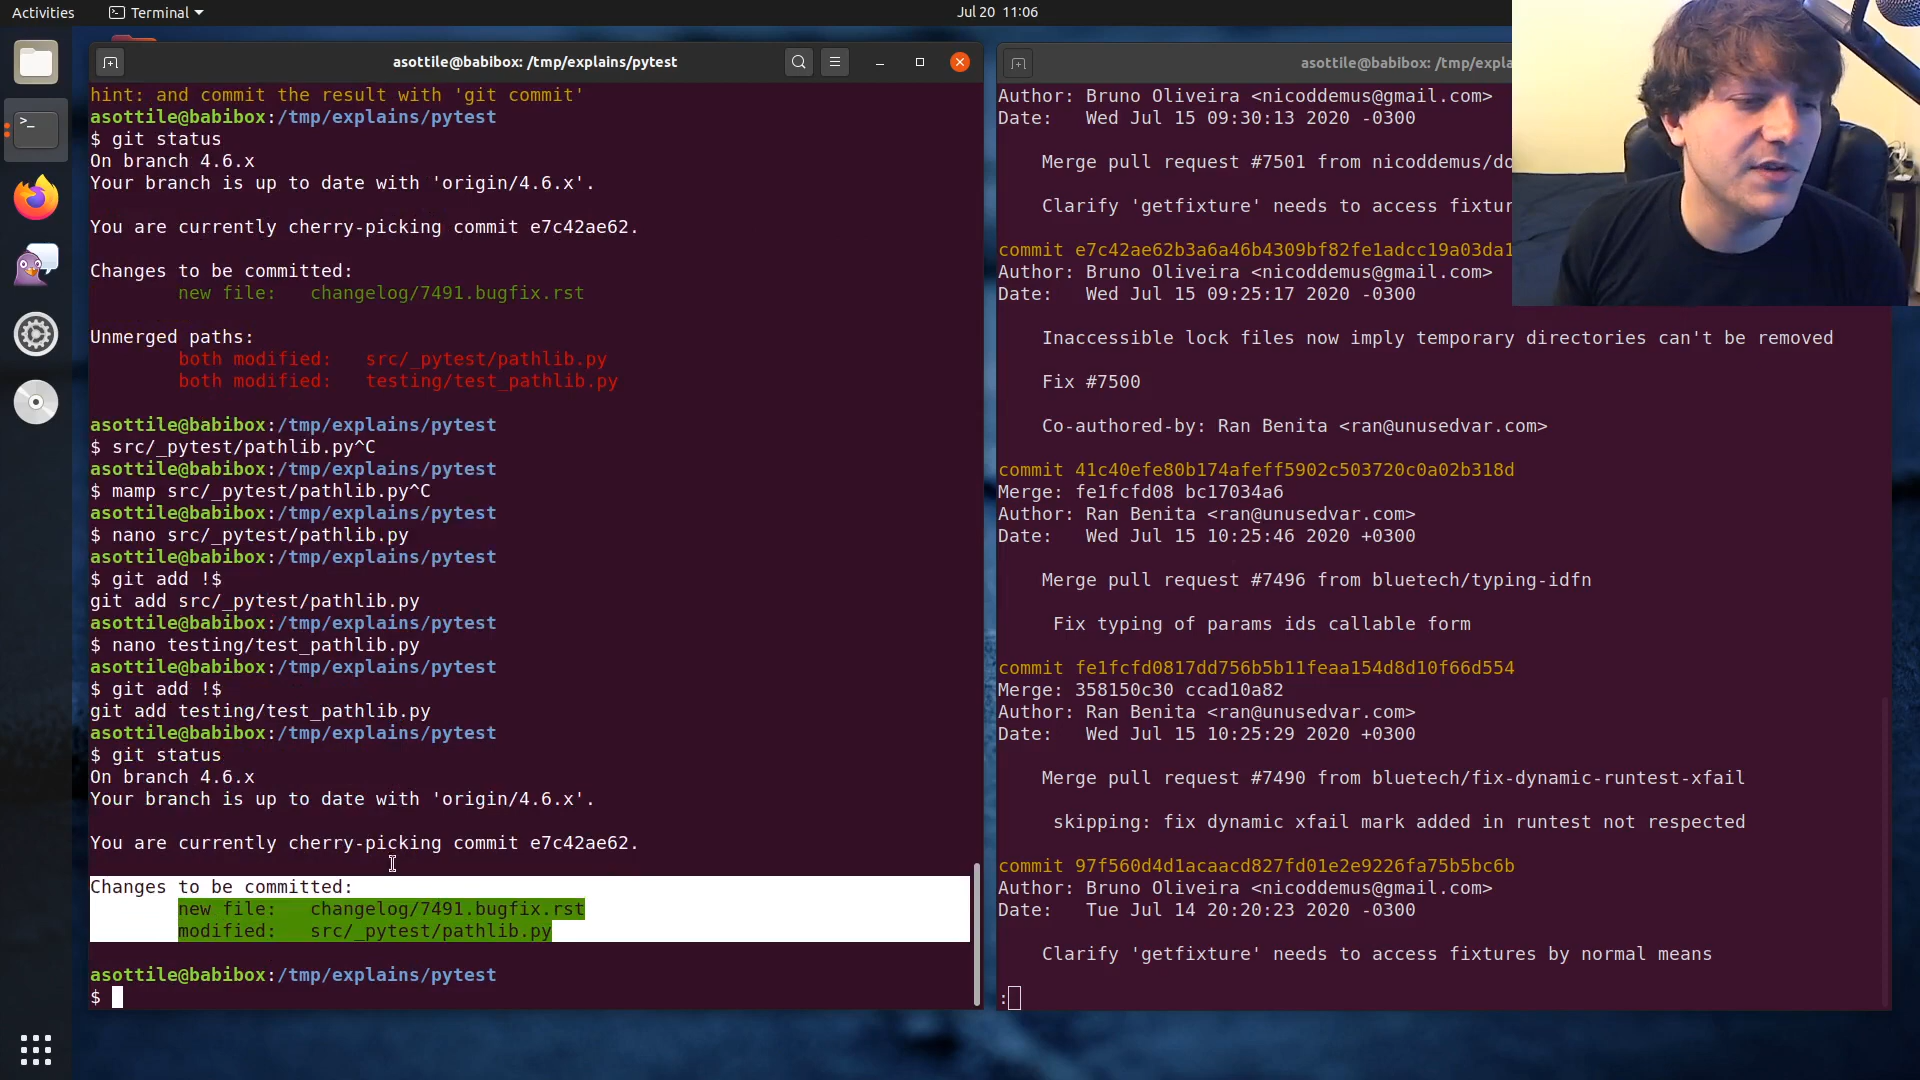 Activities
Terminal
Jul 20 11:06
asottile@babibox: /tmp/explains/pytest
hint: and commit the result with 'git commit'
asottile@babibox:/tmp/explains/pytest
$ git status
On branch 4.6.x
Your branch is up to date with 'origin/4.6.x'.
You are currently cherry-picking commit e7c42ae62.
Changes to be committed:
new file:   changelog/7491.bugfix.rst
Unmerged paths:
both modified:   src/_pytest/pathlib.py
both modified:   testing/test_pathlib.py
asottile@babibox:/tmp/explains/pytest
$ src/_pytest/pathlib.py^C
asottile@babibox:/tmp/explains/pytest
$ mamp src/_pytest/pathlib.py^C
asottile@babibox:/tmp/explains/pytest
$ nano src/_pytest/pathlib.py
asottile@babibox:/tmp/explains/pytest
$ git add !$
git add src/_pytest/pathlib.py
asottile@babibox:/tmp/explains/pytest
$ nano testing/test_pathlib.py
asottile@babibox:/tmp/explains/pytest
$ git add !$
git add testing/test_pathlib.py
asottile@babibox:/tmp/explains/pytest
$ git status
On branch 4.6.x
Your branch is up to date with 'origin/4.6.x'.
You are currently cherry-picking commit e7c42ae62.
Changes to be committed:
new file:   changelog/7491.bugfix.rst
modified:   src/_pytest/pathlib.py
asottile@babibox:/tmp/explains/pytest
$
asottile@babibox: /tmp/expla
Author: Bruno Oliveira <nicoddemus@gmail.com>
Date:   Wed Jul 15 09:30:13 2020 -0300
Merge pull request #7501 from nicoddemus/do
Clarify 'getfixture' needs to access fixtur
commit e7c42ae62b3a6a46b4309bf82fe1adcc19a03da1
Author: Bruno Oliveira <nicoddemus@gmail.com>
Date:   Wed Jul 15 09:25:17 2020 -0300
Inaccessible lock files now imply temporary directories can't be removed
Fix #7500
Co-authored-by: Ran Benita <ran@unusedvar.com>
commit 41c40efe80b174afeff5902c503720c0a02b318d
Merge: fe1fcfd08 bc17034a6
Author: Ran Benita <ran@unusedvar.com>
Date:   Wed Jul 15 10:25:46 2020 +0300
Merge pull request #7496 from bluetech/typing-idfn
Fix typing of params ids callable form
commit fe1fcfd0817dd756b5b11feaa154d8d10f66d554
Merge: 358150c30 ccad10a82
Author: Ran Benita <ran@unusedvar.com>
Date:   Wed Jul 15 10:25:29 2020 +0300
Merge pull request #7490 from bluetech/fix-dynamic-runtest-xfail
skipping: fix dynamic xfail mark added in runtest not respected
commit 97f560d4d1acaacd827fd01e2e9226fa75b5bc6b
Author: Bruno Oliveira <nicoddemus@gmail.com>
Date:   Tue Jul 14 20:20:23 2020 -0300
Clarify 'getfixture' needs to access fixtures by normal means
: